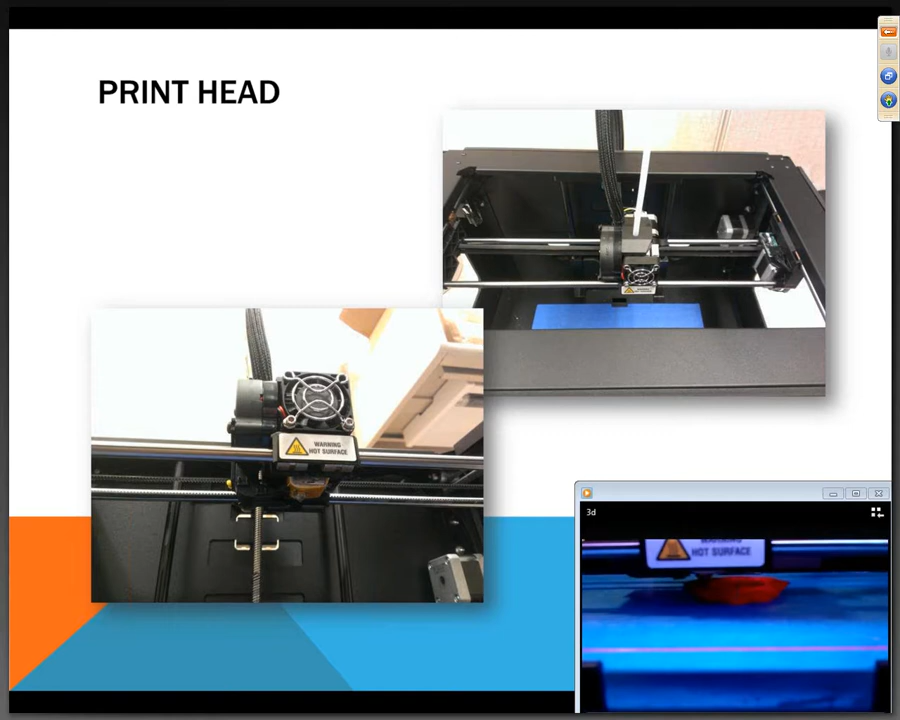 PRINT HEAD
WARNING
HOT SURFACE
3d
HOT SURFACE